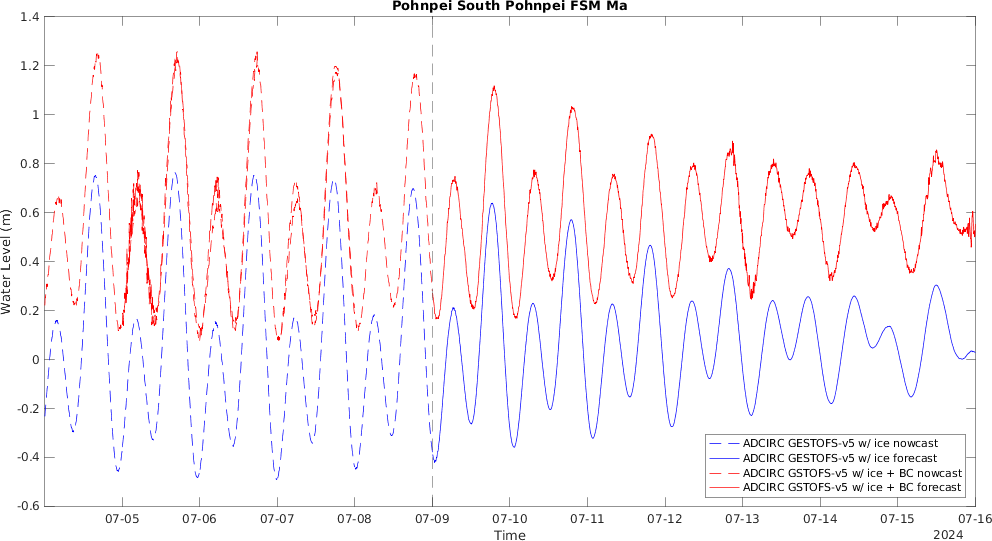 Pohnpei South Pohnpei FSM Ma
1.4
1.2
1
0.8
0.6
0.4
0.2
0
-0.2
-0.4
-0.6
Water Level (m)
ADCIRC GESTOFS-v5 w/ ice nowcast
ADCIRC GESTOFS-v5 w/ ice forecast
ADCIRC GSTOFS-v5 w/ ice + BC nowcast
ADCIRC GSTOFS-v5 w/ ice + BC forecast
07-05 07-06 07-07 07-08 07-09 07-10 07-11 07-12 07-13 07-14 07-15 07-16
Time
2024